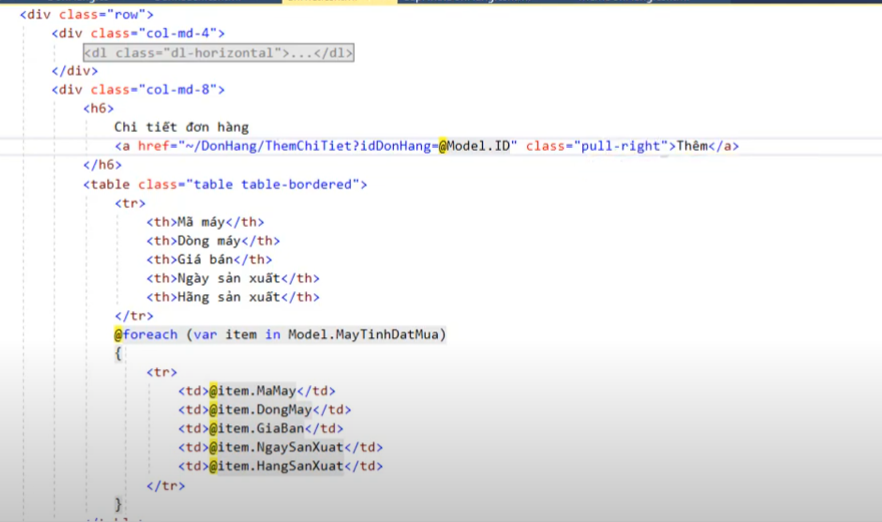 <div class="row">
<div class="col-md-4">
<dl class="dl-horizontal">...</dl>
</div>
<div class="col-md-8">
<h6>
Chi tiết đơn hàng
<a href="~/DonHang/ThemChiTiet?idDonHang=@Model.ID" class="pull-right">Thêm</a>
</h6>
<table class="table table-bordered">
<tr>
<th>Mã máy</th>
<th>Dòng máy</th>
<th>Giá bán</th>
<th>Ngày sản xuất</th>
<th>Hãng sản xuất</th>
</tr>
@foreach (var item in Model.MayTinhDatMua)
{
<tr>
<td>@item.MaMay</td>
<td>@item.DongMay</td>
<td>@item.GiaBan</td>
<td>@item.NgaySanXuat</td>
<td>@item.HangSanXuat</td>
</tr>
}